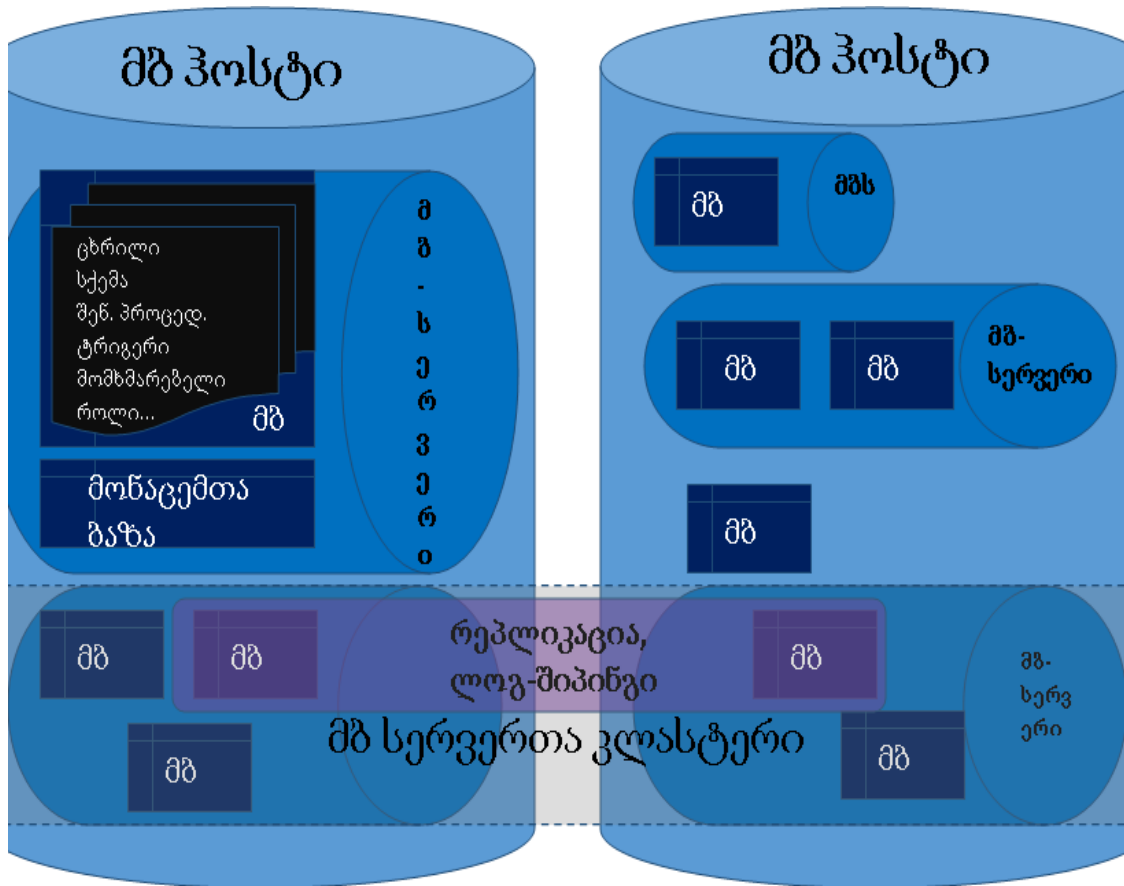 მბ ჰოსტი
ცხრილი
სქემა
შენ. პროცედ.
ტრიგერი
მომხმარებელი
როლი...
მბ
მონაცემთა
ბაზა
მ
ბ
-
ს
ე
რ
ვ
ე
რ
ი
მბ ჰოსტი
მბ
მბს
მბ
მბ
მბ-
სერვერი
მბ
მბ
მბ
რეპლიკაცია,
ლოგ-შიპინგი
მბ
მბ სერვერთა კლასტერი
მბ
მბ
მბ-
სერვ
ერი